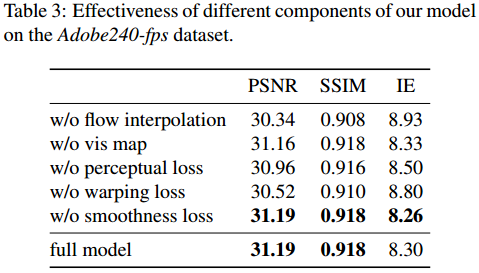 Table 3: Effectiveness of different components of our model
on the Adobe240-fps dataset.
PSNR SSIM IE
w/o flow interpolation 30.34 0.908 8.93
w/o vis map 31.16 0.918 8.33
w/o perceptual loss 30.96 0.916 8.50
w/o warping loss 30.52 0.910 8.80
w/o smoothness loss 31.19 0.918 8.26
full model 31.19 0.918 8.30